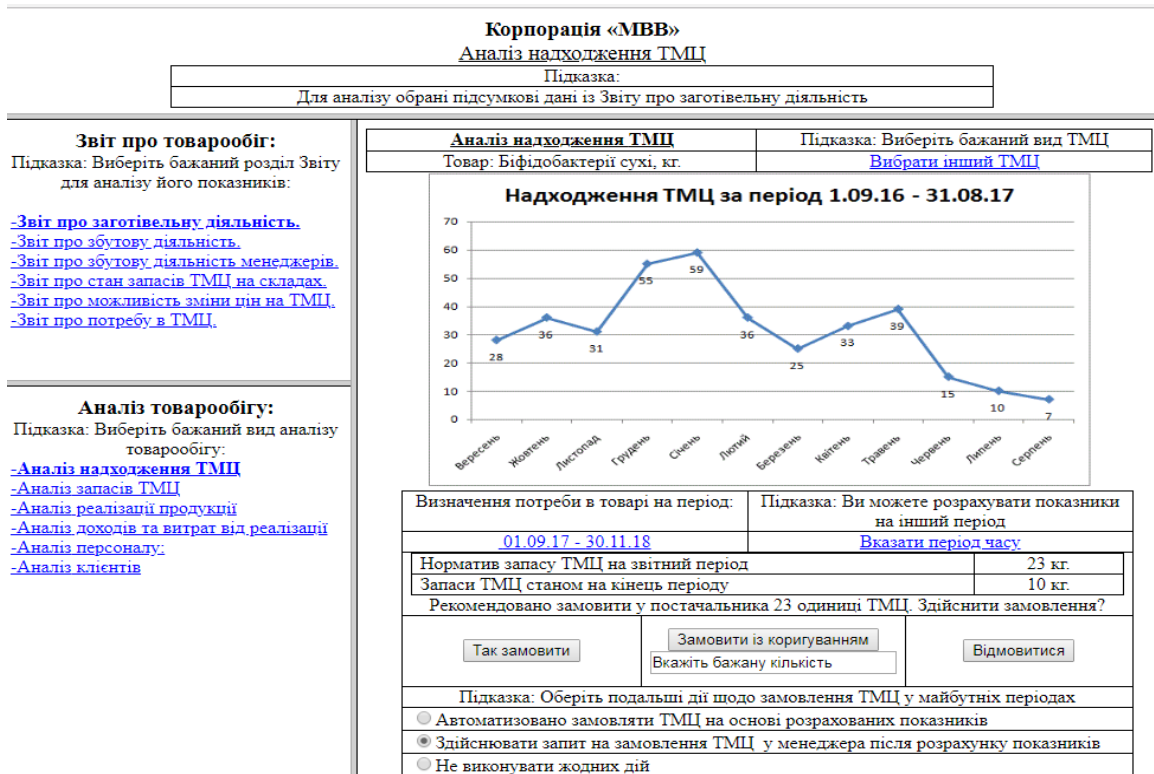 Корпорація «МВВ»
Аналіз надходження ТМЦ
Підказка:
Для аналізу обрані підсумкові дані із Звіту про заготівельну діяльність
Звіт про товарообіг:
Підказка: Виберіть бажаний розділ Звіту
для аналізу його показників:
-Звіт про заготівельну діяльність.
-Звіт про збутову діяльність.
-Звіт про збутову діяльність менеджерів.
-Звіт про стан запасів ТМЦ на складах.
-Звіт про можливість зміни цін на ТМЦ.
-Звіт про потребу в ТМЦ.
Аналіз товарообігу:
Підказка: Виберіть бажаний вид аналізу
товарообігу:
-Аналіз надходження ТМЦ
-Аналіз запасів ТМЦ
-Аналіз реалізації продукції
-Аналіз доходів та витрат від реалізації
-Аналіз персоналу:
-Аналіз клієнтів
Аналіз надходження ТМЦ Підказка: Виберіть бажаний вид ТМЦ
Товар: Біфідобактерії сухі, кг. Вибрати інший ТМЦ
Надходження ТМЦ за період 1.09.16 - 31.08.17
70
60
50
40
30
20
10
0
28
36
31
55
59
36
25
33
39
15
10
7
Вересень
Жовтень
Листопад
Грудень
Січень
Лютий
Березень
Квітень
Травень
Червень
Липень
Серпень
Визначення потреби в товарі на період: Підказка: Ви можете розрахувати показники
на інший період
01.09.17 - 30.11.18 Вказати період часу
Норматив запасу ТМЦ на звітний період 23 кг.
Запаси ТМЦ станом на кінець періоду 10 кг.
Рекомендовано замовити у постачальника 23 одиниці ТМЦ. Здійснити замовлення?
Так замовити
Замовити із коригуванням
Вкажіть бажану кількість
Відмовитися
Підказка: Оберіть подальші дії щодо замовлення ТМЦ у майбутніх періодах
Автоматизовано замовляти ТМЦ на основі розрахованих показників
Здійснювати запит на замовлення ТМЦ у менеджера після розрахунку показників
Не виконувати жодних дій